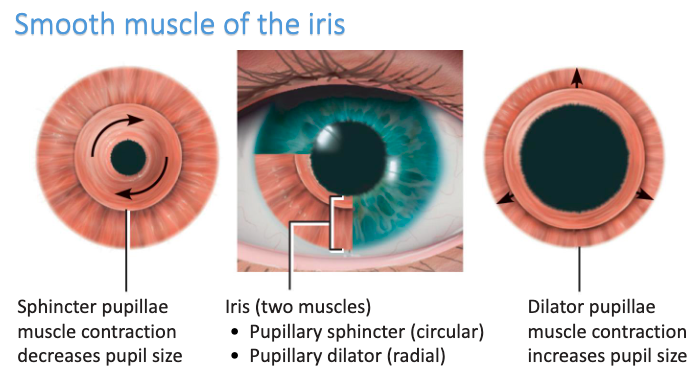 Smooth muscle of the iris
Sphincter pupillae
muscle contraction
decreases pupil size
Iris (two muscles)
• Pupillary sphincter (circular)
• Pupillary dilator (radial)
Dilator pupillae
muscle contraction
increases pupil size